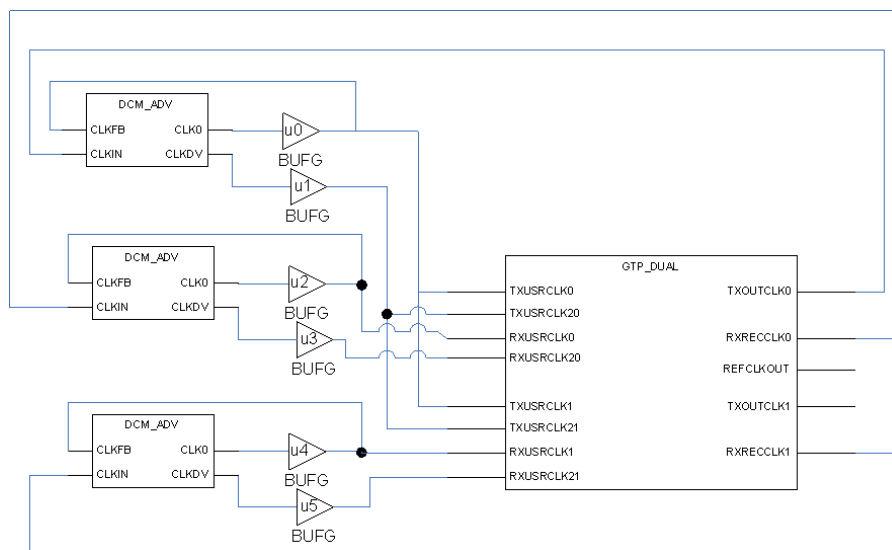 DCM_ADV
CLKFB CLK0
CLKIN CLKDV
u0
BUFG
u1
BUFG
DCM_ADV
CLKFB CLK0
CLKIN CLKDV
u2
BUFG
u3
BUFG
DCM_ADV
CLKFB CLK0
CLKIN CLKDV
u4
BUFG
u5
BUFG
GTP_DUAL
TXUSRCLK0 TXOUTCLK0
TXUSRCLK20
RXUSRCLK0 RXRECCLK0
RXUSRCLK20
REFCLKOUT
TXUSRCLK1 TXOUTCLK1
TXUSRCLK21
RXUSRCLK1 RXRECCLK1
RXUSRCLK21